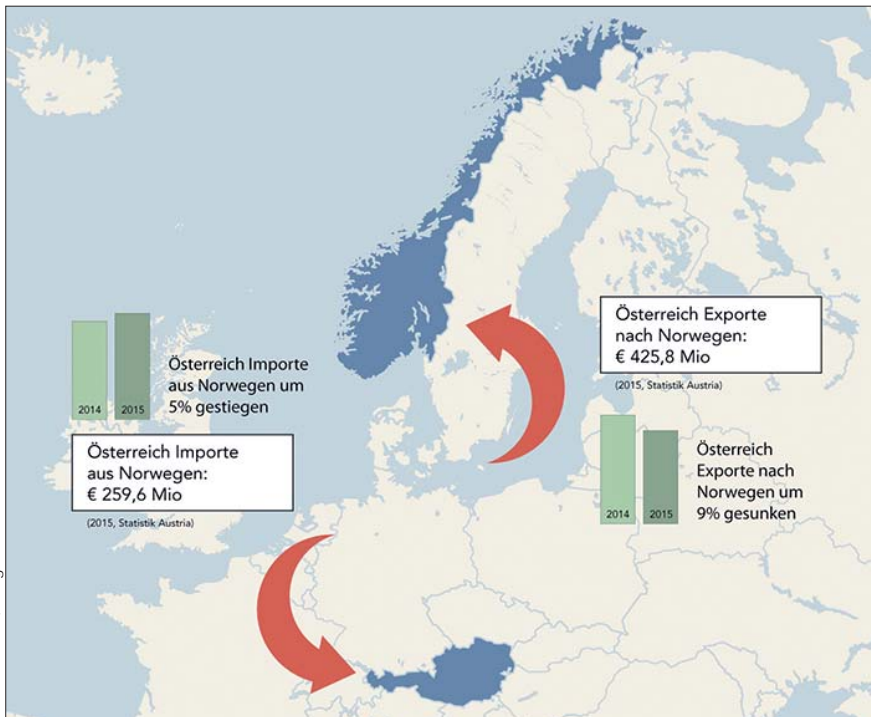 2014
2015
Österreich Importe
aus Norwegen um
5% gestiegen
Österreich Importe
aus Norwegen:
€ 259,6 Mio
(2015, Statistik Austria)
Österreich Exporte
nach Norwegen:
€ 425,8 Mio
(2015, Statistik Austria)
2014
2015
Österreich
Exporte nach
Norwegen um
9% gesunken